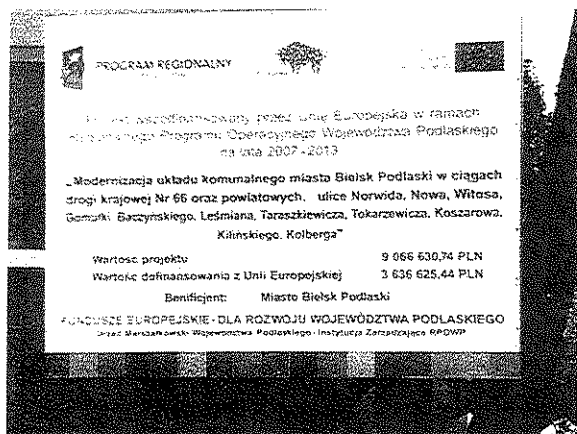 PROGRAM REGIONALNY
współfinansowany przez Unię Europejską w ramach
Programu Operacyjnego Województwa Podlaskiego
na lata 2007-2013
„Modernizacja układu komunalnego miasta Bielsk Podlaski w ciągach
drogi krajowej Nr 66 oraz powiatowych, ulice Norwida, Nowa, Witosa,
Gomułki, Baczyńskiego, Leśmiana, Taraszkiewicza, Tokarzewicza, Koszarowa,
Kilińskiego, Kolberga"
Wartość projektu 9 066 630,74 PLN
Wartość dofinansowania z Unii Europejskiej 3 636 625,44 PLN
Benificjent: Miasto Bielsk Podlaski
FUNDUSZE EUROPEJSKIE - DLA ROZWOJU WOJEWÓDZTWA PODLASKIEGO
Urząd Marszałkowski Województwa Podlaskiego - Instytucja Zarządzająca RPOWP